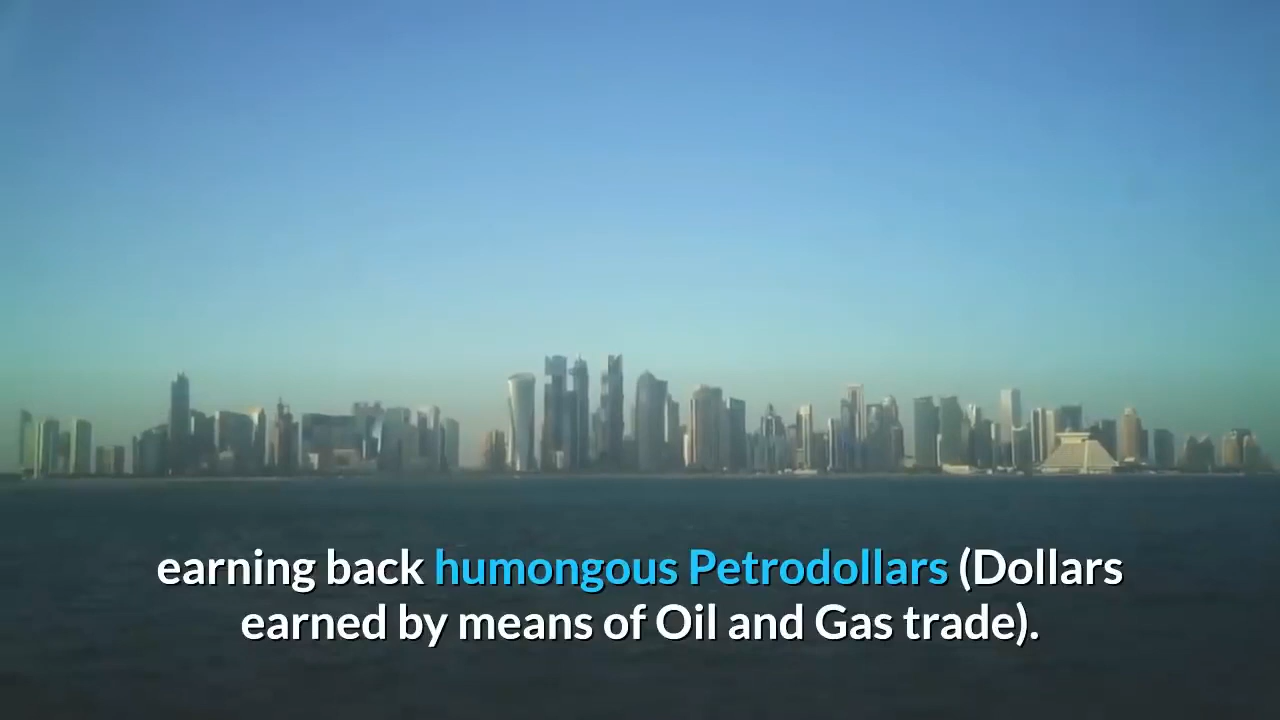 earning back humongous Petrodollars (Dollars
earned by means of Oil and Gas trade).